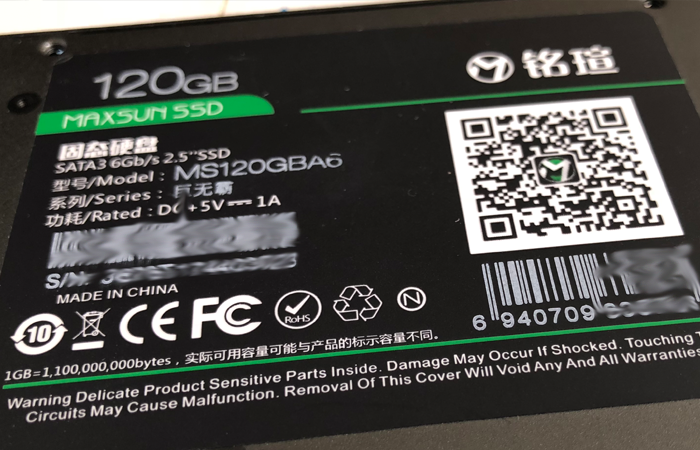 120GB
铭瑄
MAXSUN SSD
固态硬盘
SATA3 6Gb/s 2.5"SSD
型号/Model : MS120GBA6
系列/Series : 巨无霸
功耗/Rated : DC +5V⎓1A
S/N:
MADE IN CHINA
10
CE
FC
RoHS
N
6 940709
1GB=1,100,000,000bytes，实际可用容量可能与产品的标示容量不同。
Warning Delicate Product Sensitive Parts Inside. Damage May Occur If Shocked. Touching
Circuits May Cause Malfunction. Removal Of This Cover Will Void Any And All Warranties